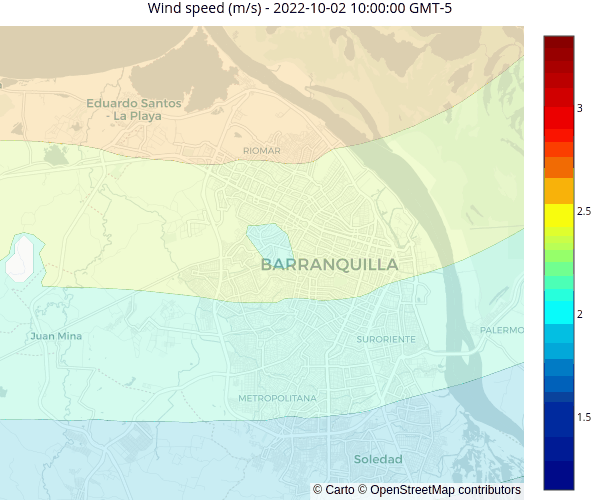 Wind speed (m/s) - 2022-10-02 10:00:00 GMT-5
Eduardo Santos
- La Playa
3
RIOMAR
2.5
BARRANQUILLA
2
Juan Mina
SURORIENTE
PALERMO
METROPOLITANA
1.5
Soledad
© Carto © OpenStreetMap contributors